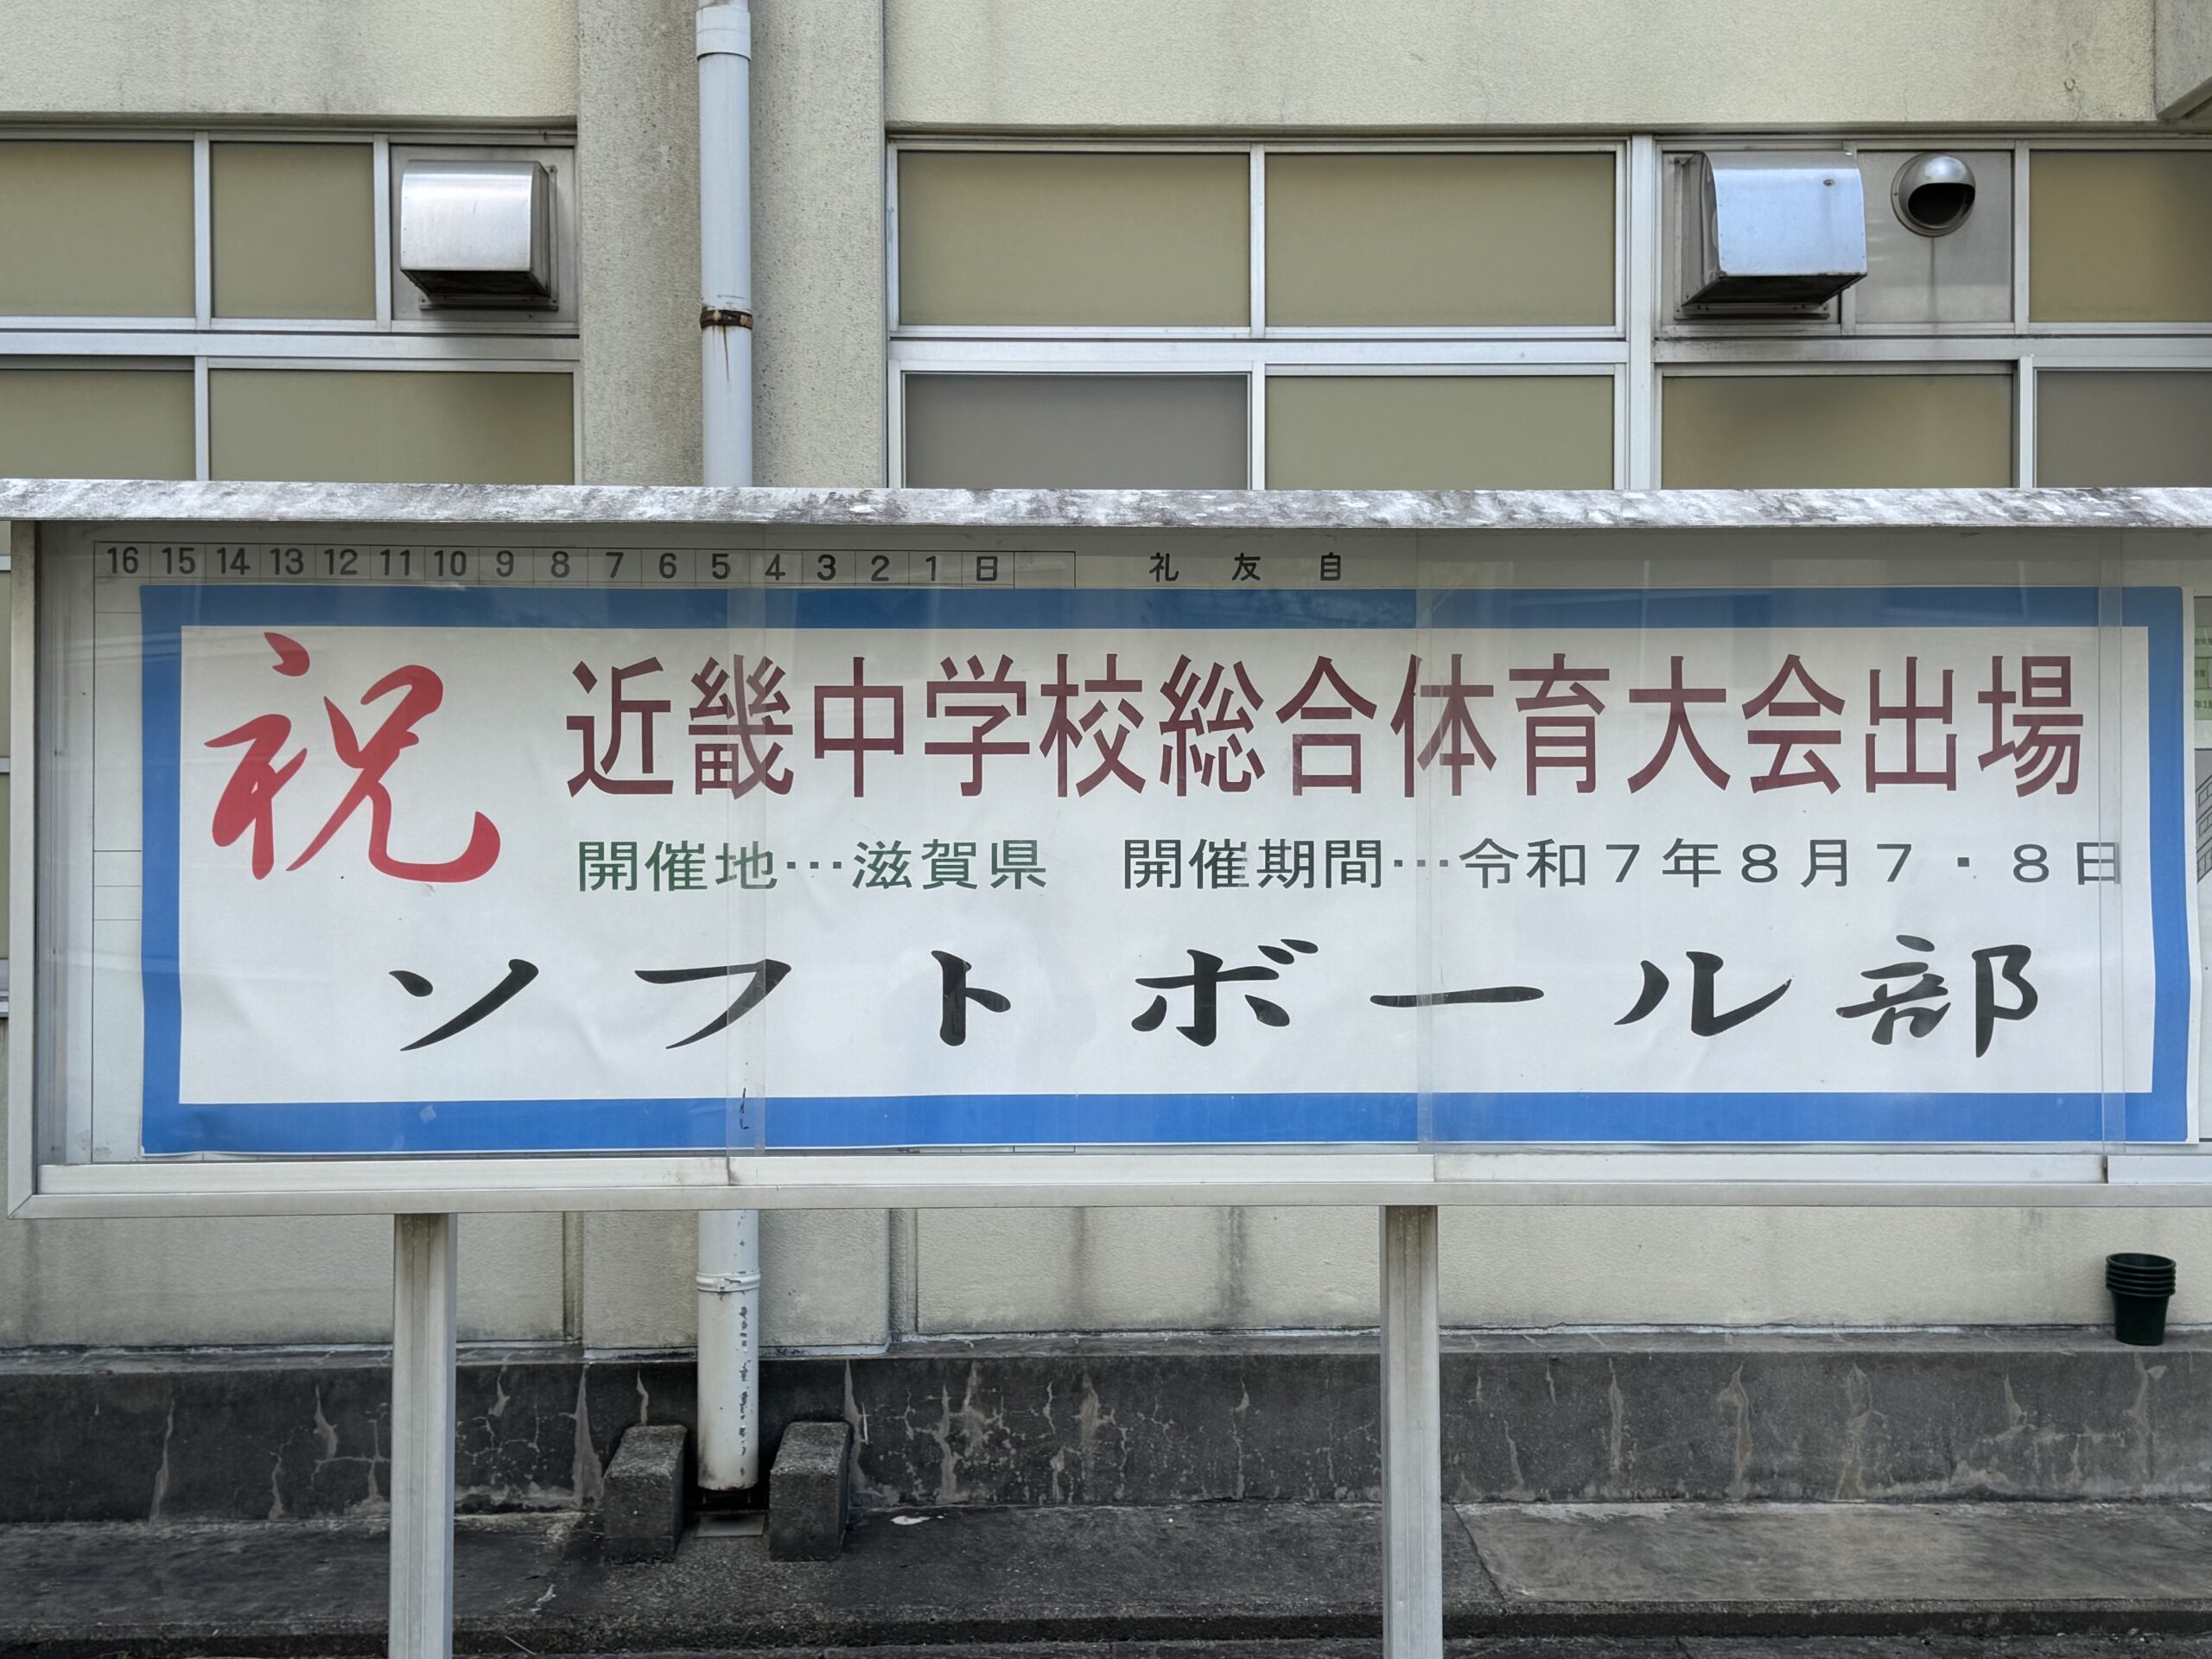 16 15 14 13 12 11 10 9 8 7 6 5 4 3 2 1 日
礼 友 自
祝
近畿中学校総合体育大会出場
開催地…滋賀県 開催期間…令和7年8月7・8日
ソフトボール部